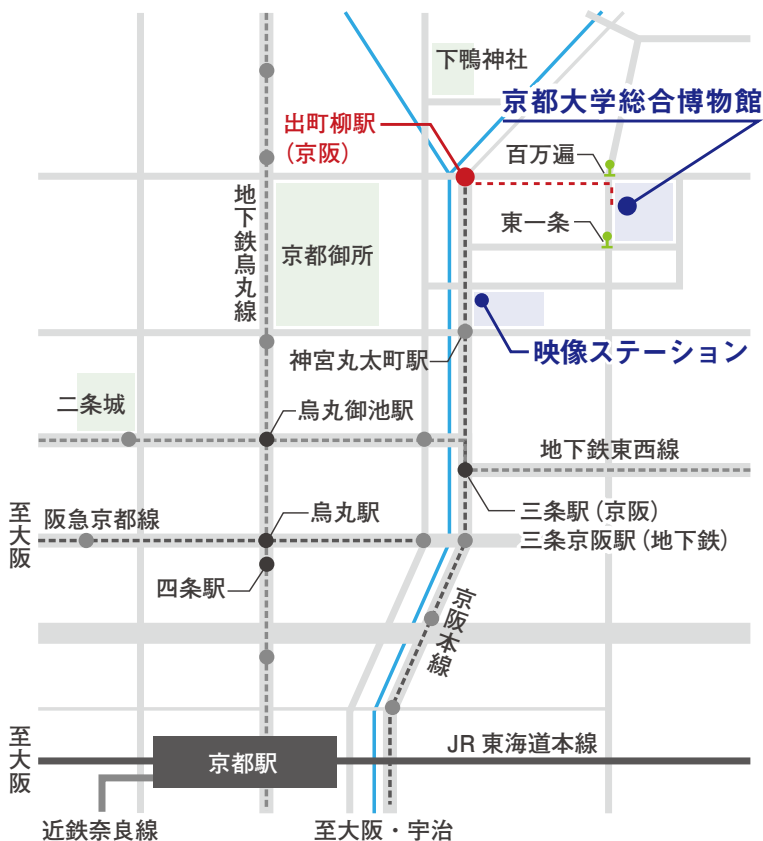 下鴨神社
京都大学総合博物館
出町柳駅
(京阪)
百万遍
地下鉄烏丸線
東一条
京都御所
映像ステーション
神宮丸太町駅
二条城
烏丸御池駅
地下鉄東西線
至大阪
阪急京都線
烏丸駅
三条駅(京阪)
三条京阪駅(地下鉄)
四条駅
京阪本線
至大阪
JR 東海道本線
京都駅
近鉄奈良線
至大阪・宇治